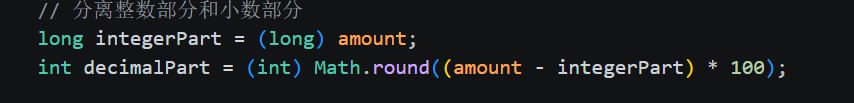 // 分离整数部分和小数部分
long integerPart = (long) amount;
int decimalPart = (int) Math.round((amount - integerPart) * 100);